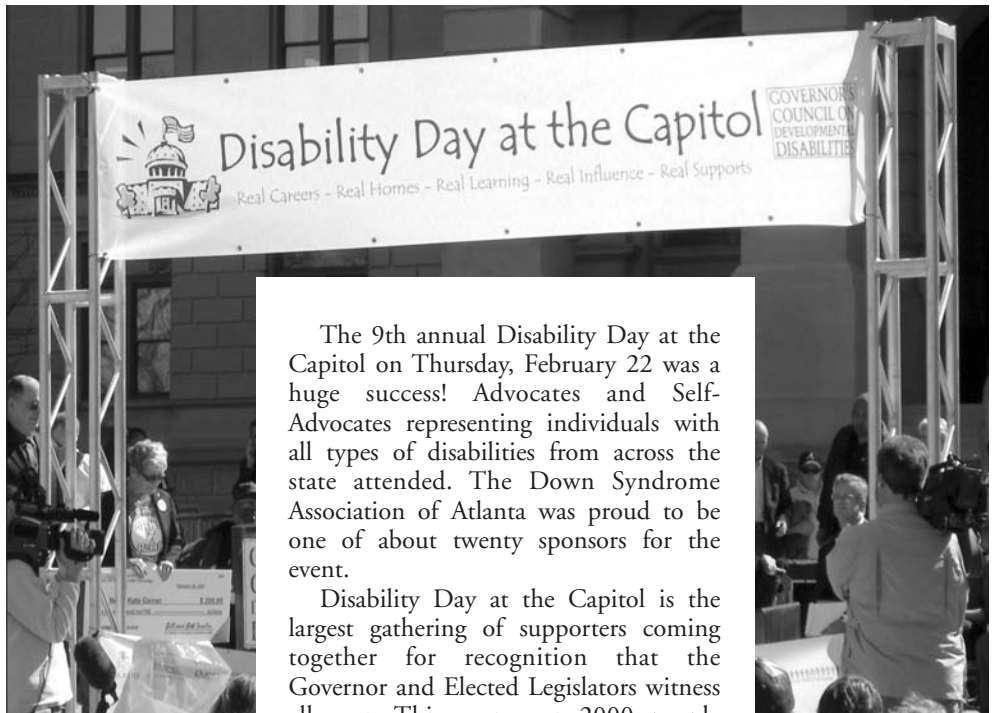 Disability Day at the Capitol
Real Careers – Real Homes – Real Learning – Real Influence – Real Supports
GOVERNOR'S
COUNCIL ON
DEVELOPMENTAL
DISABILITIES
The 9th annual Disability Day at the
Capitol on Thursday, February 22 was a
huge success! Advocates and Self-
Advocates representing individuals with
all types of disabilities from across the
state attended. The Down Syndrome
Association of Atlanta was proud to be
one of about twenty sponsors for the
event.
Disability Day at the Capitol is the
largest gathering of supporters coming
together for recognition that the
Governor and Elected Legislators witness
Kate Gainer $ 200.00